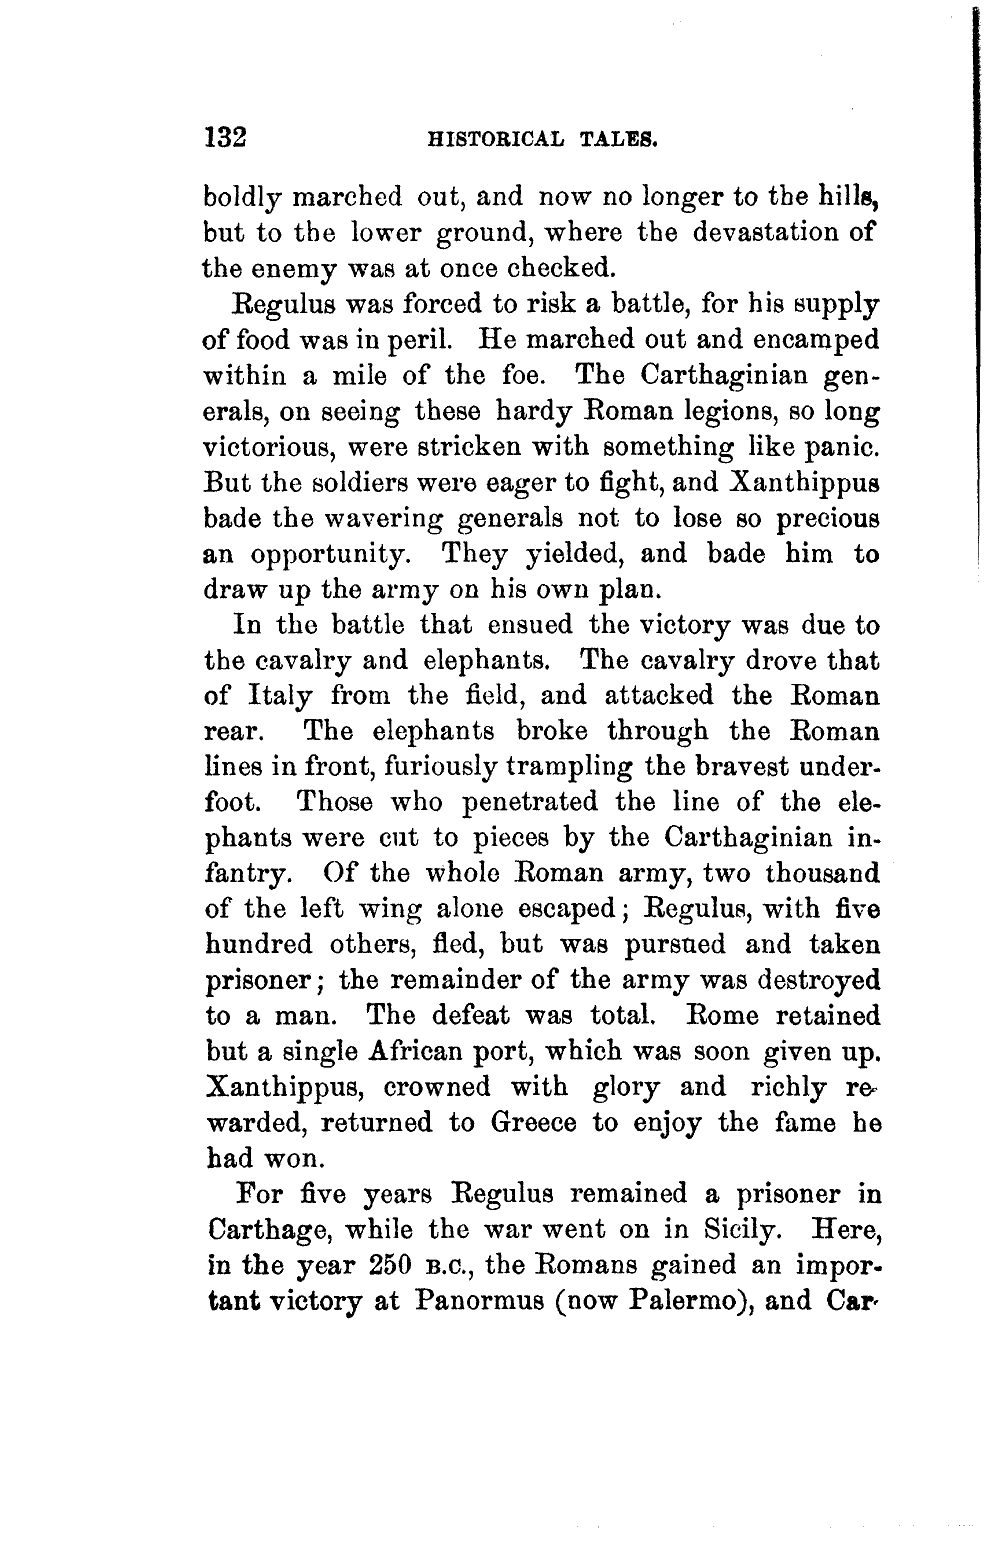 132 HISTORICAL TALES.
boldly marched out, and now no longer to the hills,
but to the lower ground, where the devastation of
the enemy was at once checked.
Regulus was forced to risk a battle, for his supply
of food was in peril. He marched out and encamped
within a mile of the foe. The Carthaginian gen-
erals, on seeing these hardy Roman legions, so long
victorious, were stricken with something like panic.
But the soldiers were eager to fight, and Xanthippus
bade the wavering generals not to lose so precious
an opportunity. They yielded, and bade him to
draw up the army on his own plan.
In the battle that ensued the victory was due to
the cavalry and elephants. The cavalry drove that
of Italy from the field, and attacked the Roman
rear. The elephants broke through the Roman
lines in front, furiously trampling the bravest under-
foot. Those who penetrated the line of the ele-
phants were cut to pieces by the Carthaginian in-
fantry. Of the whole Roman army, two thousand
of the left wing alone escaped; Regulus, with five
hundred others, fled, but was pursued and taken
prisoner; the remainder of the army was destroyed
to a man. The defeat was total. Rome retained
but a single African port, which was soon given up.
Xanthippus, crowned with glory and richly re-
warded, returned to Greece to enjoy the fame he
had won.
For five years Regulus remained a prisoner in
Carthage, while the war went on in Sicily. Here,
in the year 250 B.C., the Romans gained an impor-
tant victory at Panormus (now Palermo), and Car-